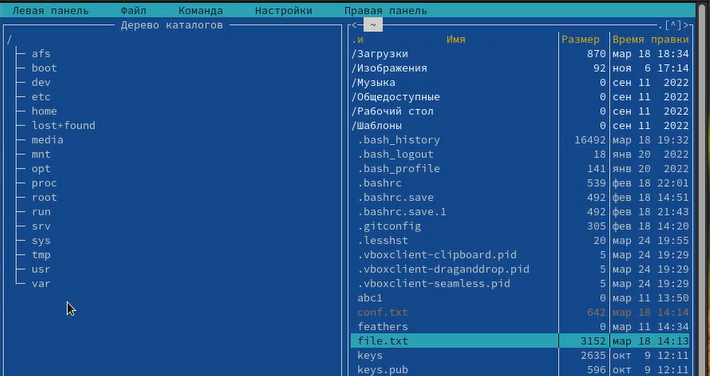 Левая панель Файл Команда Настройки Правая панель
Дерево каталогов
/
afs
boot
dev
etc
home
lost+found
media
mnt
opt
proc
root
run
srv
sys
tmp
usr
var
<─ ~ .[^]>
.и Имя Размер Время правки
/Загрузки 870 мар 18 18:34
/Изображения 92 ноя 6 17:14
/Музыка 0 сен 11 2022
/Общедоступные 0 сен 11 2022
/Рабочий стол 0 сен 11 2022
/Шаблоны 0 сен 11 2022
.bash_history 16492 мар 18 19:32
.bash_logout 18 янв 20 2022
.bash_profile 141 янв 20 2022
.bashrc 539 фев 18 22:01
.bashrc.save 492 фев 18 14:51
.bashrc.save.1 492 фев 18 21:43
.gitconfig 305 фев 18 14:20
.lesshst 20 мар 24 19:55
.vboxclient-clipboard.pid 5 мар 24 19:29
.vboxclient-draganddrop.pid 5 мар 24 19:29
.vboxclient-seamless.pid 5 мар 24 19:29
abc1 0 мар 11 13:50
conf.txt 642 мар 18 14:14
feathers 0 мар 11 14:34
file.txt 3152 мар 18 14:13
keys 2635 окт 9 12:11
keys.pub 596 окт 9 12:11